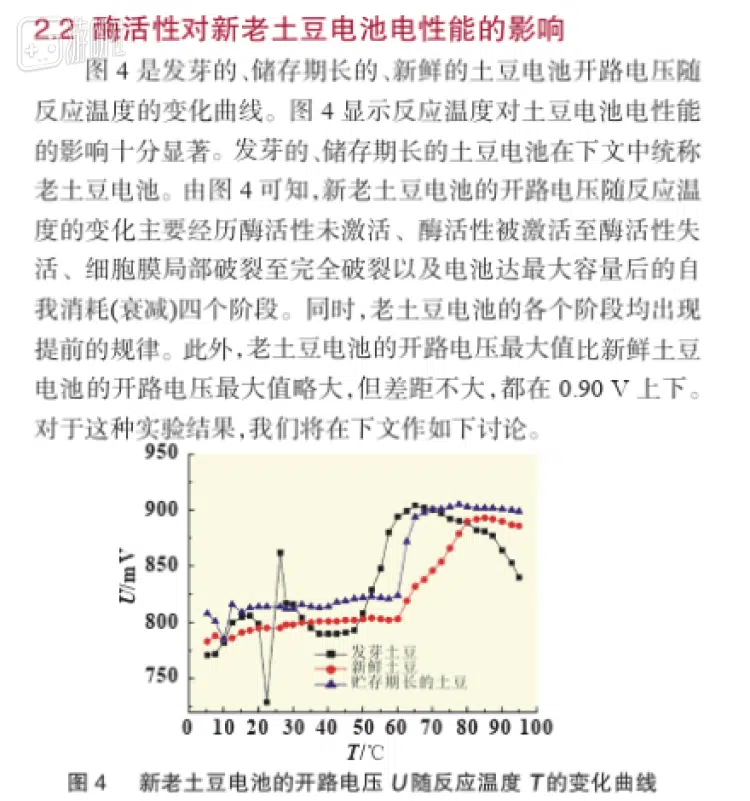 2.2 酶活性对新老土豆电池电性能的影响
图 4 是发芽的、储存期长的、新鲜的土豆电池开路电压随
反应温度的变化曲线。图 4 显示反应温度对土豆电池电性能
的影响十分显著。发芽的、储存期长的土豆电池在下文中统称
老土豆电池。由图 4 可知,新老土豆电池的开路电压随反应温
度的变化主要经历酶活性未激活、酶活性被激活至酶活性失
活、细胞膜局部破裂至完全破裂以及电池达最大容量后的自
我消耗(衰减)四个阶段。同时,老土豆电池的各个阶段均出现
提前的规律。此外,老土豆电池的开路电压最大值比新鲜土豆
电池的开路电压最大值略大,但差距不大,都在 0.90 V 上下。
对于这种实验结果,我们将在下文作如下讨论。
950
900
850
800
750
U/mV
发芽土豆
新鲜土豆
贮存期长的土豆
0 10 20 30 40 50 60 70 80 90 100
T/℃
图 4 新老土豆电池的开路电压 U 随反应温度 T 的变化曲线